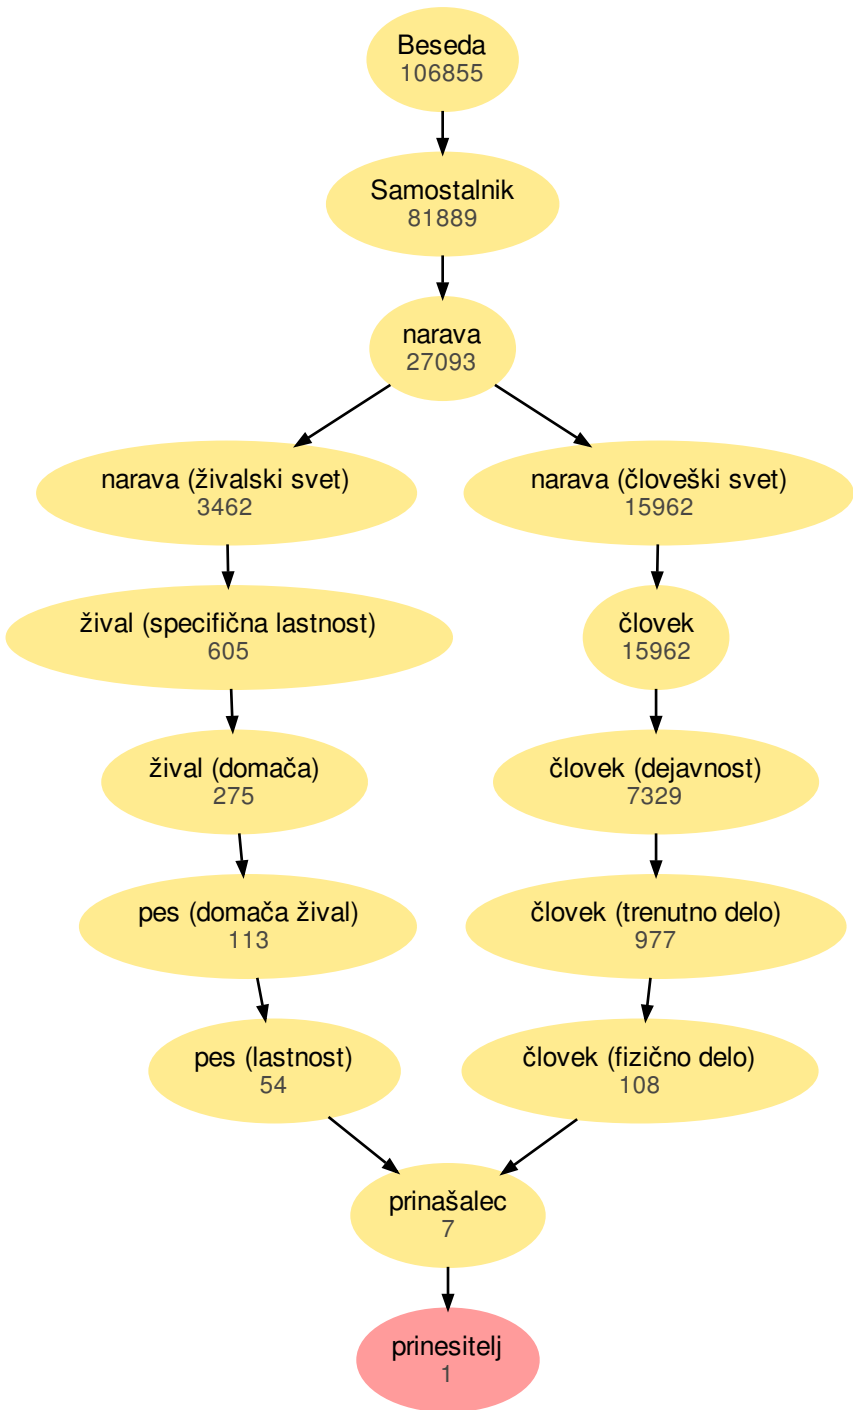 Beseda
106855
Samostalnik
81889
narava
27093
narava (živalski svet)
3462
narava (človeški svet)
15962
žival (specifična lastnost)
605
človek
15962
žival (domača)
275
človek (dejavnost)
7329
pes (domača žival)
113
človek (trenutno delo)
977
pes (lastnost)
54
človek (fizično delo)
108
prinašalec
7
prinesitelj
1